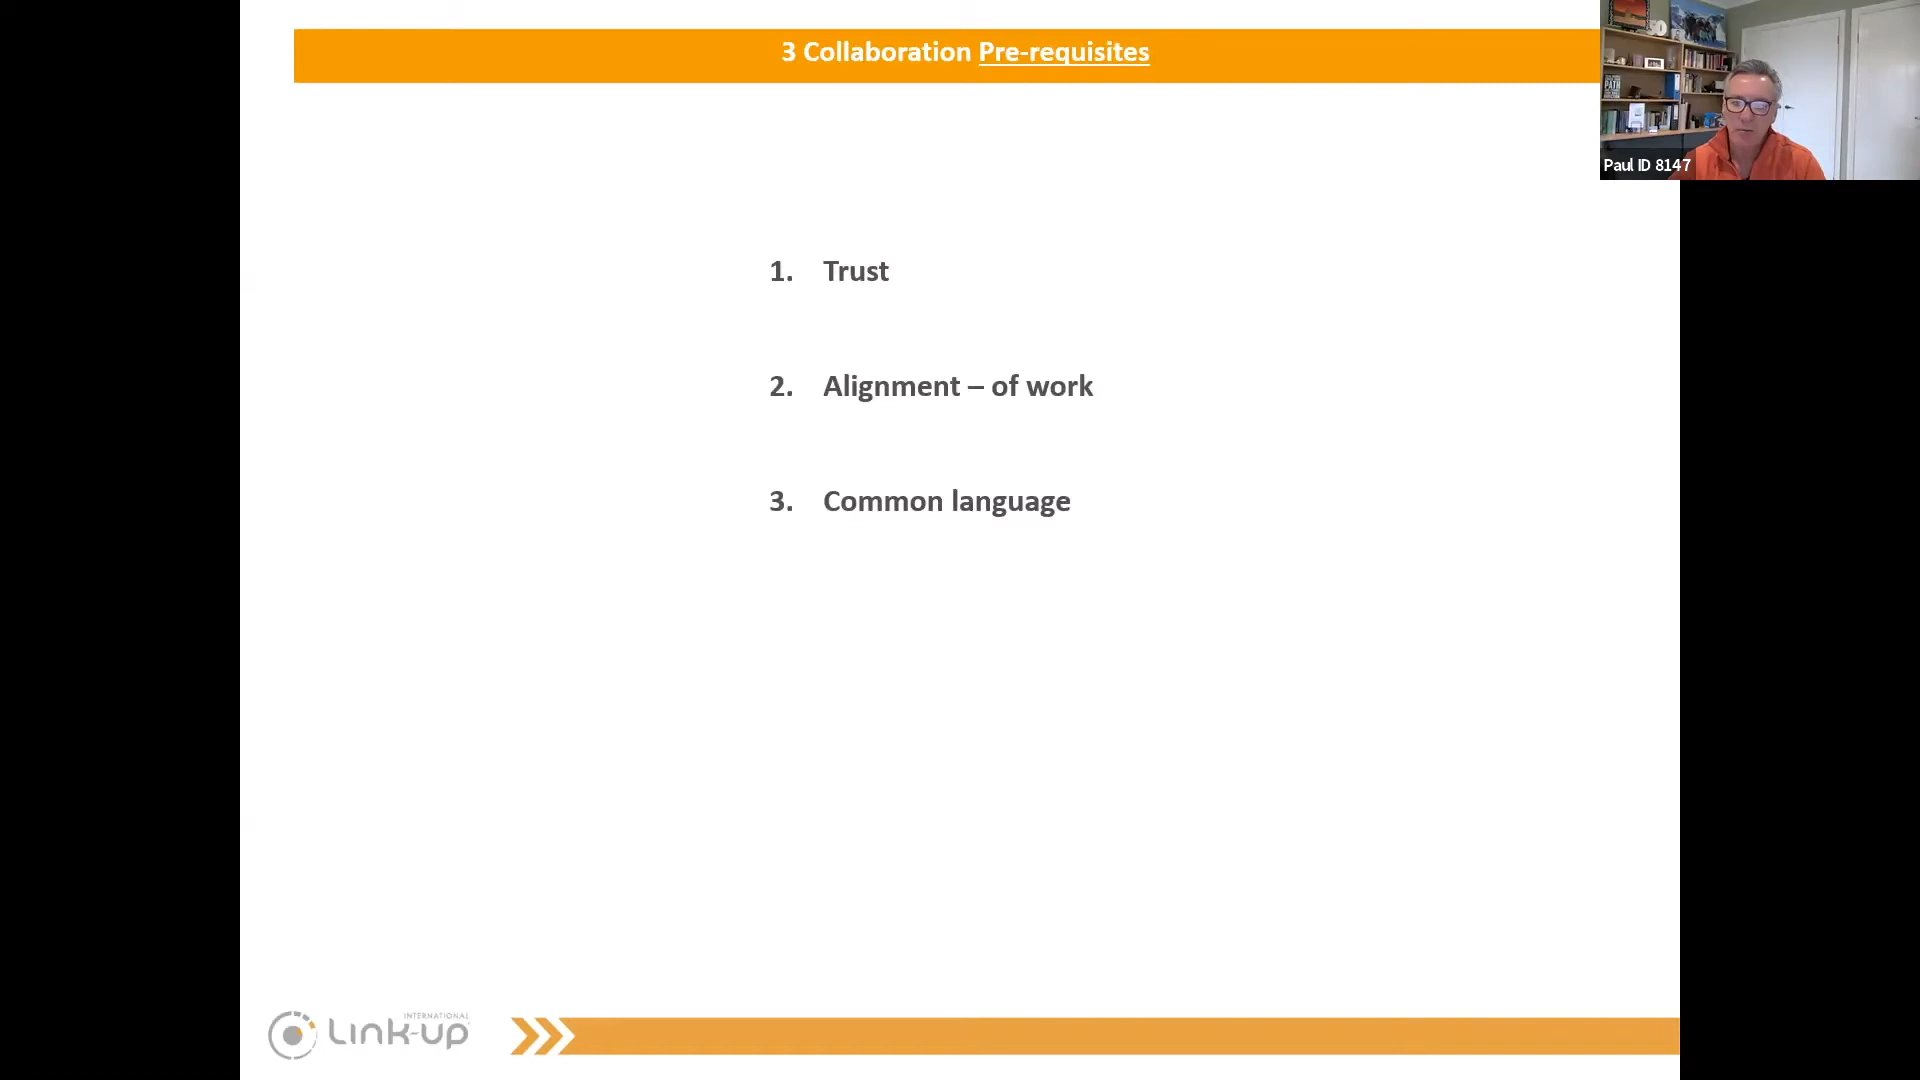 3 Collaboration Pre-requisites
PATH
Paul ID 8147
1. Trust
2. Alignment – of work
3. Common language
INTERNATIONAL
Link-up